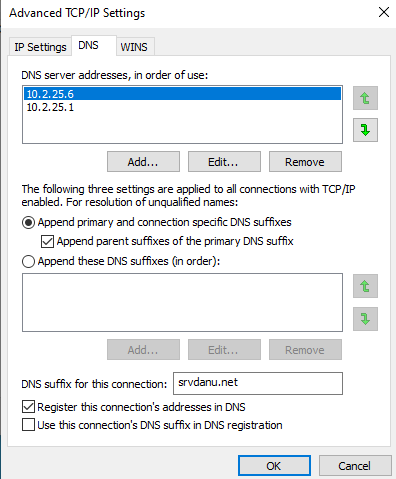 Advanced TCP/IP Settings
IP Settings DNS WINS
DNS server addresses, in order of use:
10.2.25.6
10.2.25.1
Add... Edit... Remove
The following three settings are applied to all connections with TCP/IP
enabled. For resolution of unqualified names:
Append primary and connection specific DNS suffixes
Append parent suffixes of the primary DNS suffix
Append these DNS suffixes (in order):
Add... Edit... Remove
DNS suffix for this connection: srvdanu.net
Register this connection's addresses in DNS
Use this connection's DNS suffix in DNS registration
OK Cancel